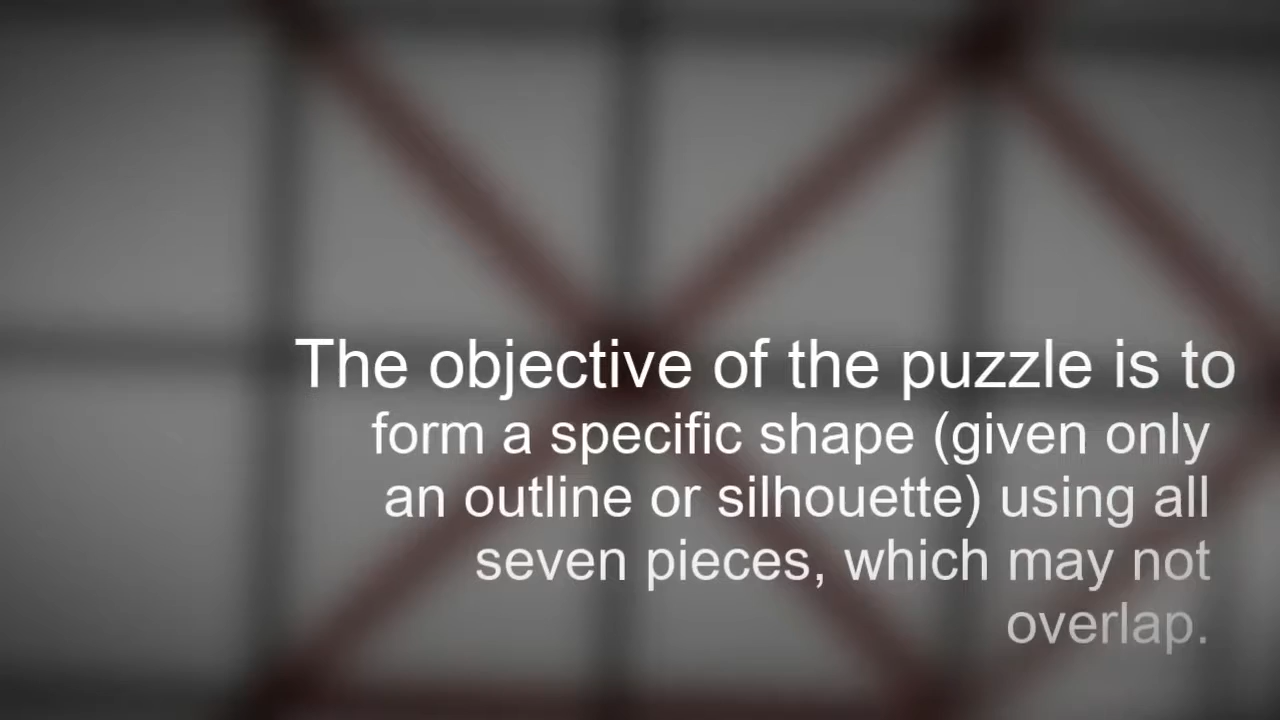 The objective of the puzzle is to
form a specific shape (given only
an outline or silhouette) using all
seven pieces, which may not
overlap.